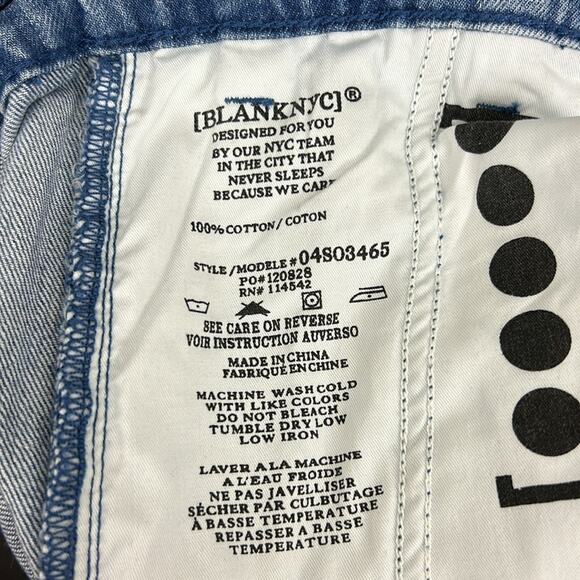 [BLANKNYC]®
DESIGNED FOR YOU
BY OUR NYC TEAM
IN THE CITY THAT
NEVER SLEEPS
BECAUSE WE CARE
100% COTTON/ COTON
STYLE /MODELE # 04SO3465
PO# 120828
RN# 114542
SEE CARE ON REVERSE
VOIR INSTRUCTION AUVERSO
MADE IN CHINA
FABRIQUÉ EN CHINE
MACHINE WASH COLD
WITH LIKE COLORS
DO NOT BLEACH
TUMBLE DRY LOW
LOW IRON
LAVER A LA MACHINE
A L'EAU FROIDE
NE PAS JAVELLISER
SÉCHER PAR CULBUTAGE
À BASSE TEMPERATURE
REPASSER A BASSE
TEMPERATURE